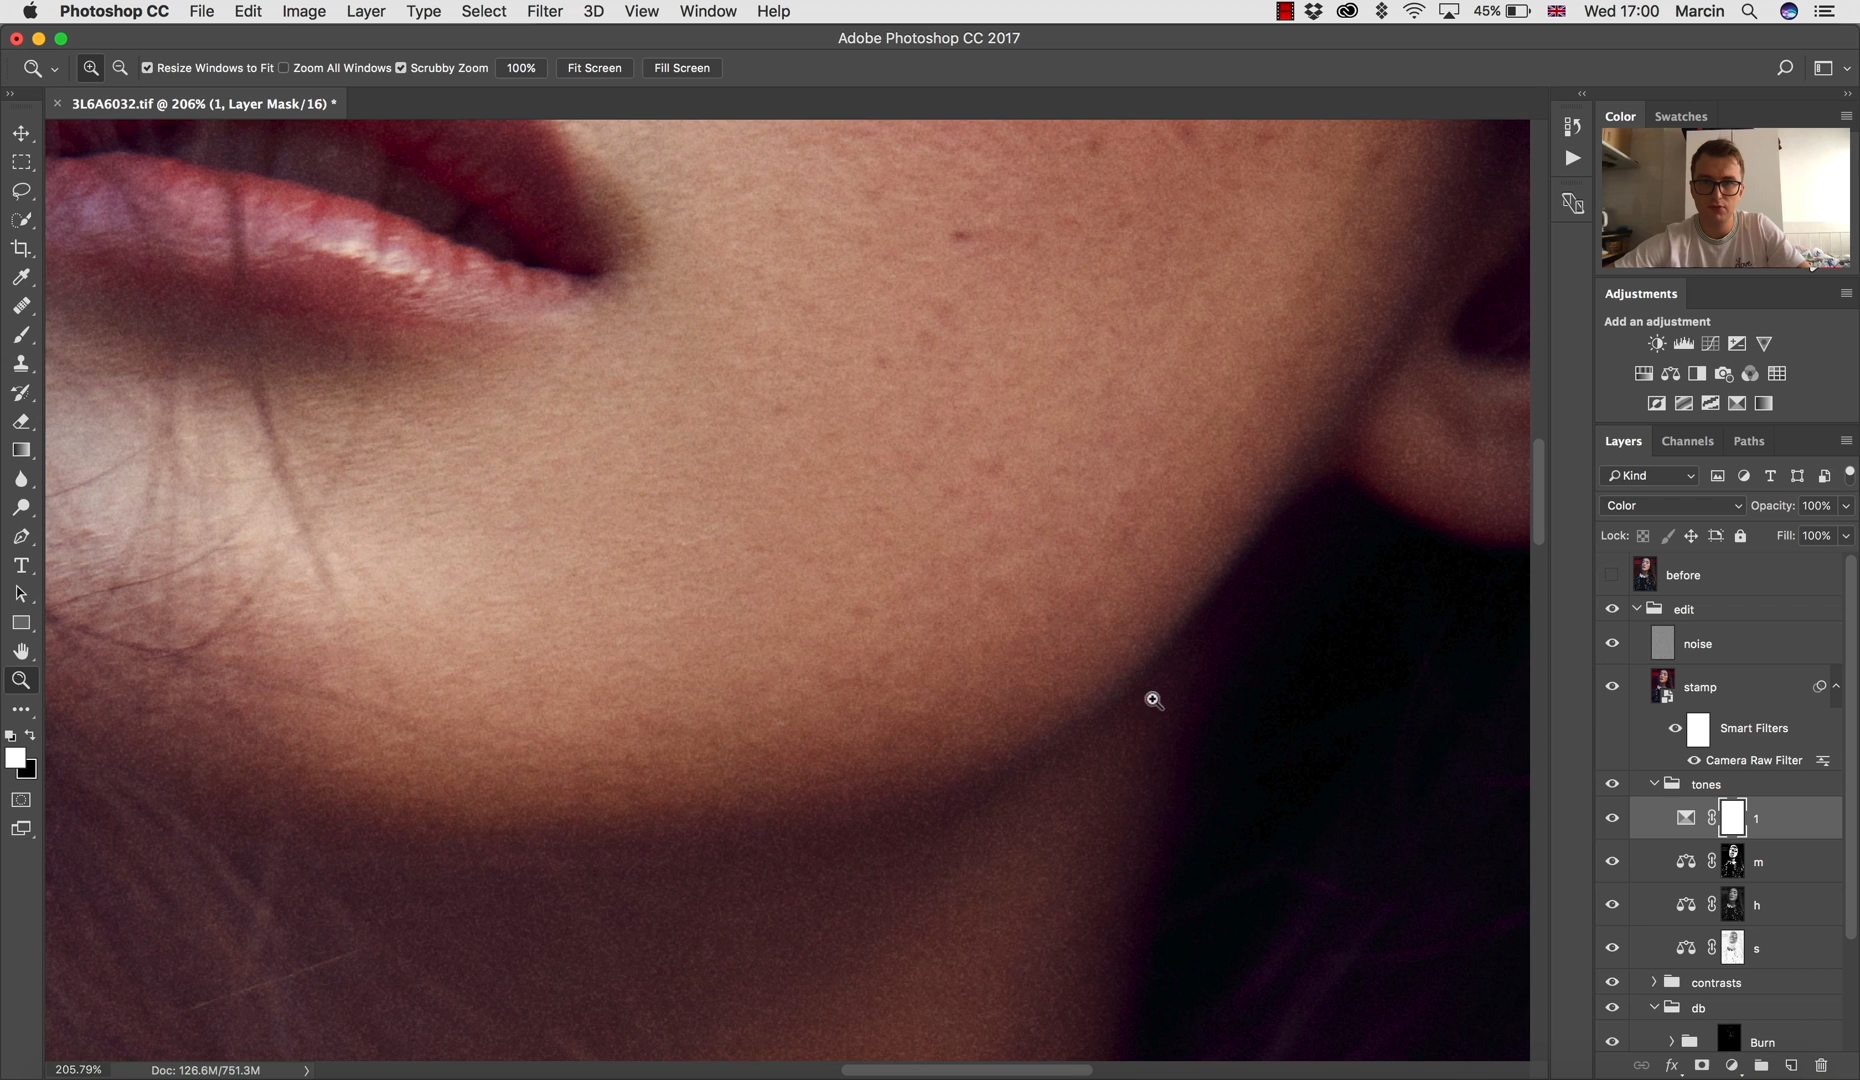 Photoshop CC File Edit Image Layer Type Select Filter 3D View Window Help 45% Wed 17:00 Marcin
Adobe Photoshop CC 2017
Resize Windows to Fit Zoom All Windows Scrubby Zoom 100% Fit Screen Fill Screen
3L6A6032.tif @ 206% (1, Layer Mask/16) *
Color Swatches
Adjustments
Add an adjustment
Layers Channels Paths
Kind
Color Opacity: 100%
Lock: Fill: 100%
before
edit
noise
stamp
Smart Filters
Camera Raw Filter
tones
1
m
h
s
contrasts
db
Burn
205.79% Doc: 126.6M/751.3M
fx